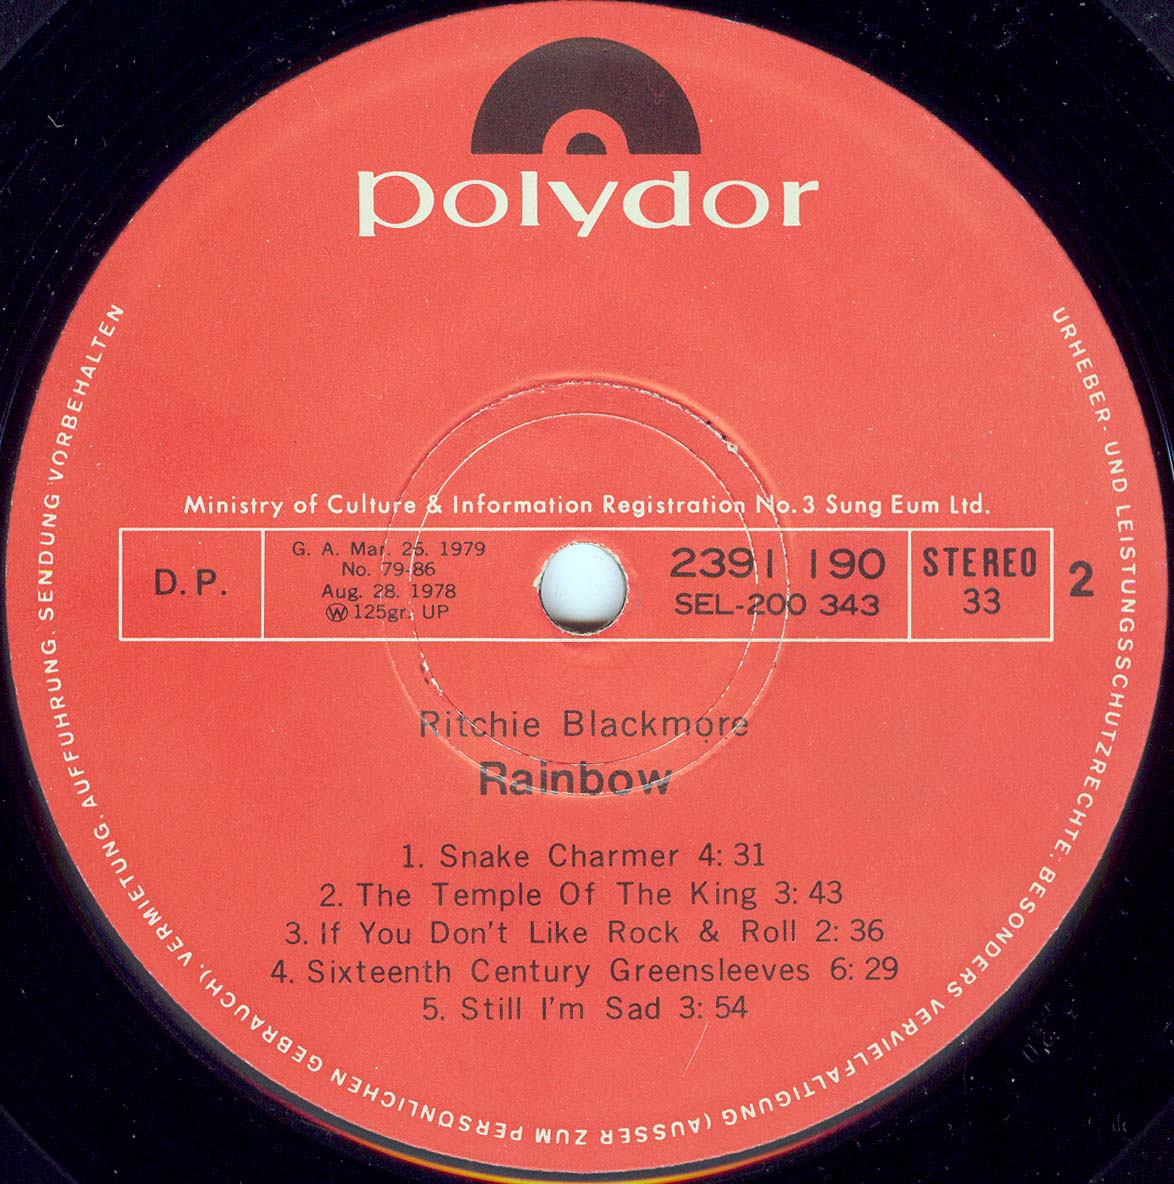 polydor
Ministry of Culture & Information Registration No. 3 Sung Eum Ltd.
D. P.
G. A. Mar. 26. 1979
No. 79-86
Aug. 28. 1978
Ⓦ 125gr. UP
2391 190
SEL-200 343
STEREO
33
2
Ritchie Blackmore
Rainbow
1. Snake Charmer 4: 31
2. The Temple Of The King 3: 43
3. If You Don't Like Rock & Roll 2: 36
4. Sixteenth Century Greensleeves 6: 29
5. Still I'm Sad 3: 54
URHEBER- UND LEISTUNGSSCHUTZRECHTE: BESONDERS VERVIELFALTIGUNG (AUSSER ZUM PERSÖNLICHEN GEBRAUCH), VERMIETUNG. AUFFUHRUNG. SENDUNG VORBEHALTEN